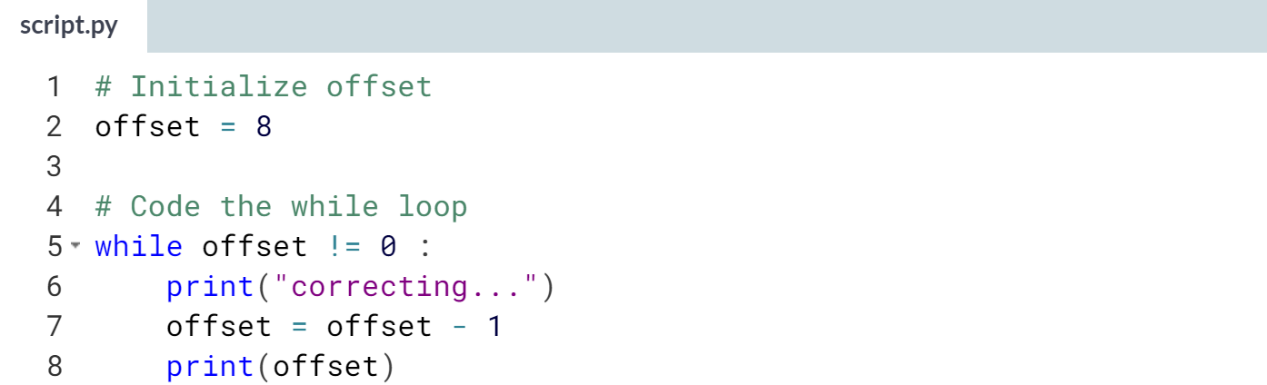 script.py
1 # Initialize offset
2 offset = 8
3
4 # Code the while loop
5 while offset != 0 :
6     print("correcting...")
7     offset = offset - 1
8     print(offset)